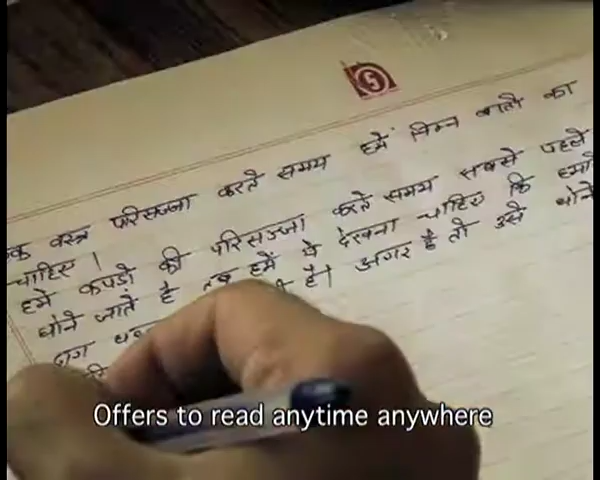 वस्त्र परिसज्जा करते समय हमें निम्न बातो का
चाहिए ।
हमे कपडो की परिसज्जा करते समय सबसे पहले
धोने जाते है तब हमें ये देखना चाहिए कि हमारे
दाग है। अगर है तो उसे धोने
Offers to read anytime anywhere